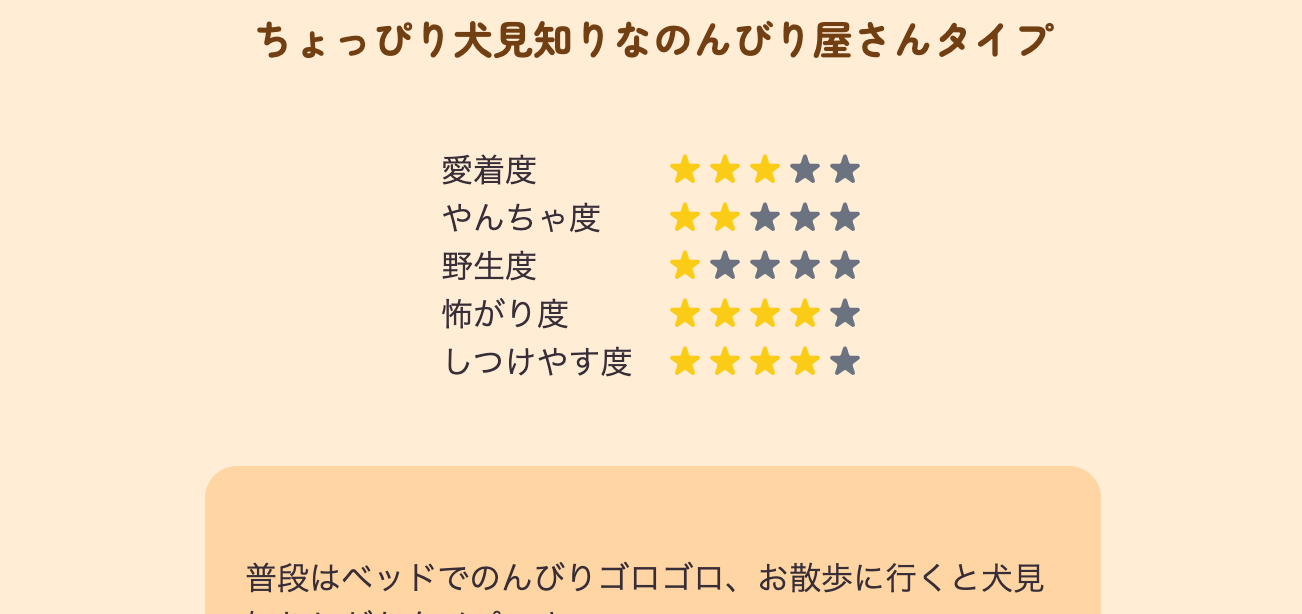 ちょっぴり犬見知りなのんびり屋さんタイプ
愛着度
やんちゃ度
野生度
怖がり度
しつけやす度
普段はベッドでのんびりゴロゴロ、お散歩に行くと犬見